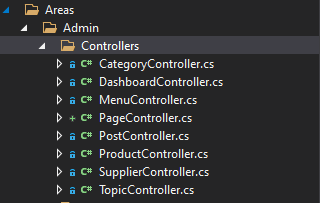 Areas
Admin
Controllers
C# CategoryController.cs
C# DashboardController.cs
C# MenuController.cs
C# PageController.cs
C# PostController.cs
C# ProductController.cs
C# SupplierController.cs
C# TopicController.cs